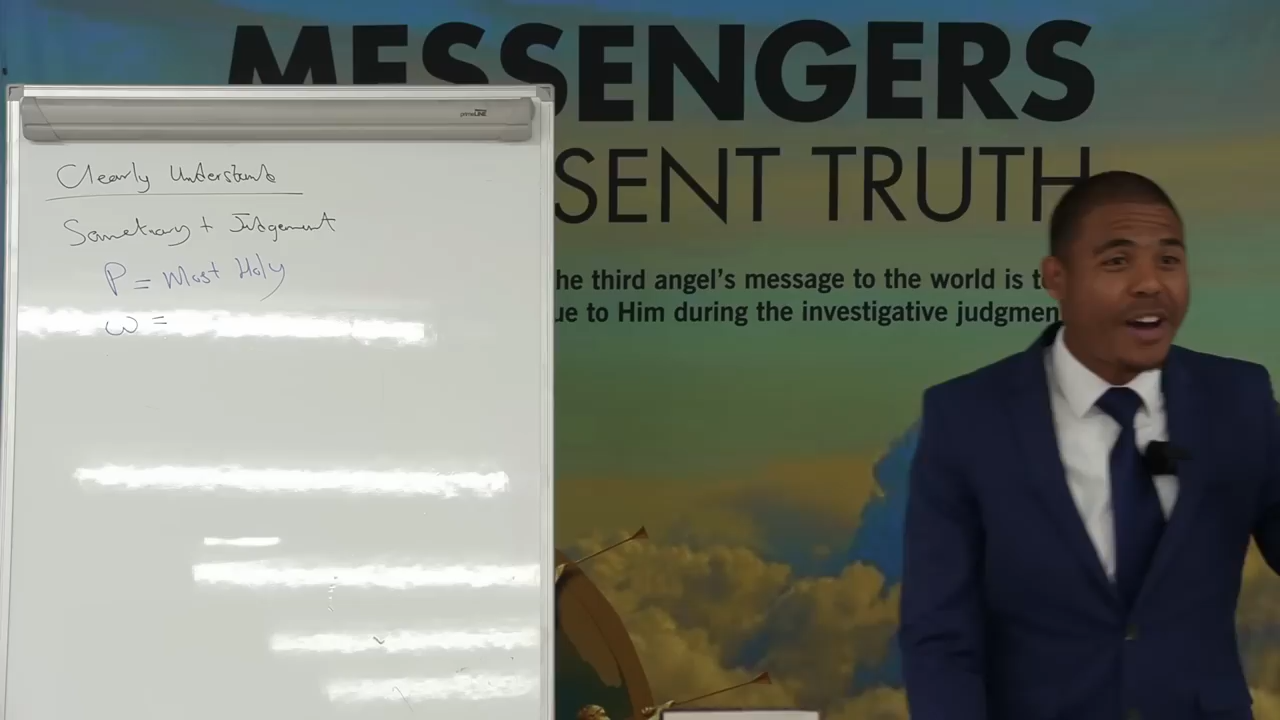 MESSENGERS
SENT TRUTH
he third angel's message to the world is t
ue to Him during the investigative judgmen
Clearly Understand
Sanctuary + Judgement
P = Most Holy
W =